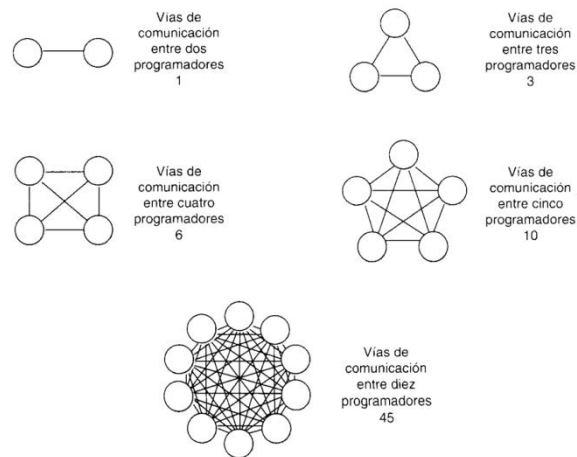 Vías de
comunicación
entre dos
programadores
1
Vías de
comunicación
entre tres
programadores
3
Vías de
comunicación
entre cuatro
programadores
6
Vías de
comunicación
entre cinco
programadores
10
Vías de
comunicación
entre diez
programadores
45